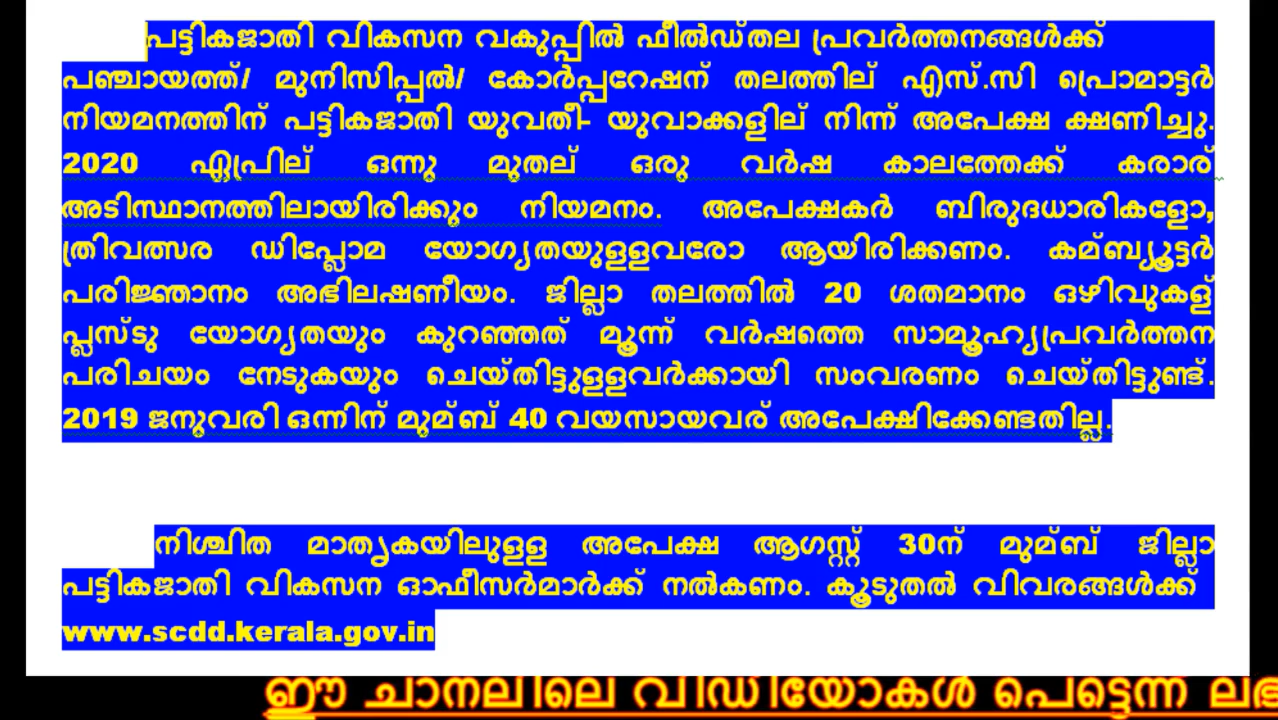 പട്ടികജാതി വികസന വകുപ്പിൽ ഫീൽഡ്തല പ്രവർത്തനങ്ങൾക്ക്
പഞ്ചായത്ത്/ മുനിസിപ്പൽ/ കോർപ്പറേഷന് തലത്തില് എസ്.സി പ്രൊമാട്ടർ
നിയമനത്തിന് പട്ടികജാതി യുവതീ- യുവാക്കളില് നിന്ന് അപേക്ഷ ക്ഷണിച്ചു.
2020 ഏപ്രില് ഒന്നു മുതല് ഒരു വർഷ കാലത്തേക്ക് കരാര്
അടിസ്ഥാനത്തിലായിരിക്കും നിയമനം. അപേക്ഷകർ ബിരുദധാരികളോ,
ത്രിവത്സര ഡിപ്ലോമ യോഗ്യതയുളളവരോ ആയിരിക്കണം. കമ്ബ്യൂട്ടർ
പരിജ്ഞാനം അഭിലഷണീയം. ജില്ലാ തലത്തിൽ 20 ശതമാനം ഒഴിവുകള്
പ്ലസ്ടു യോഗ്യതയും കുറഞ്ഞത് മൂന്ന് വർഷത്തെ സാമൂഹ്യപ്രവർത്തന
പരിചയം നേടുകയും ചെയ്തിട്ടുളളവർക്കായി സംവരണം ചെയ്തിട്ടുണ്ട്.
2019 ജനുവരി ഒന്നിന് മുമ്ബ് 40 വയസായവര് അപേക്ഷിക്കേണ്ടതില്ല.
നിശ്ചിത മാതൃകയിലുളള അപേക്ഷ ആഗസ്റ്റ് 30ന് മുമ്ബ് ജില്ലാ
പട്ടികജാതി വികസന ഓഫീസർമാർക്ക് നൽകണം. കൂടുതൽ വിവരങ്ങൾക്ക്
www.scdd.kerala.gov.in
ഈ ചാനലിലെ വിഡിയോകൾ പെട്ടെന്ന്